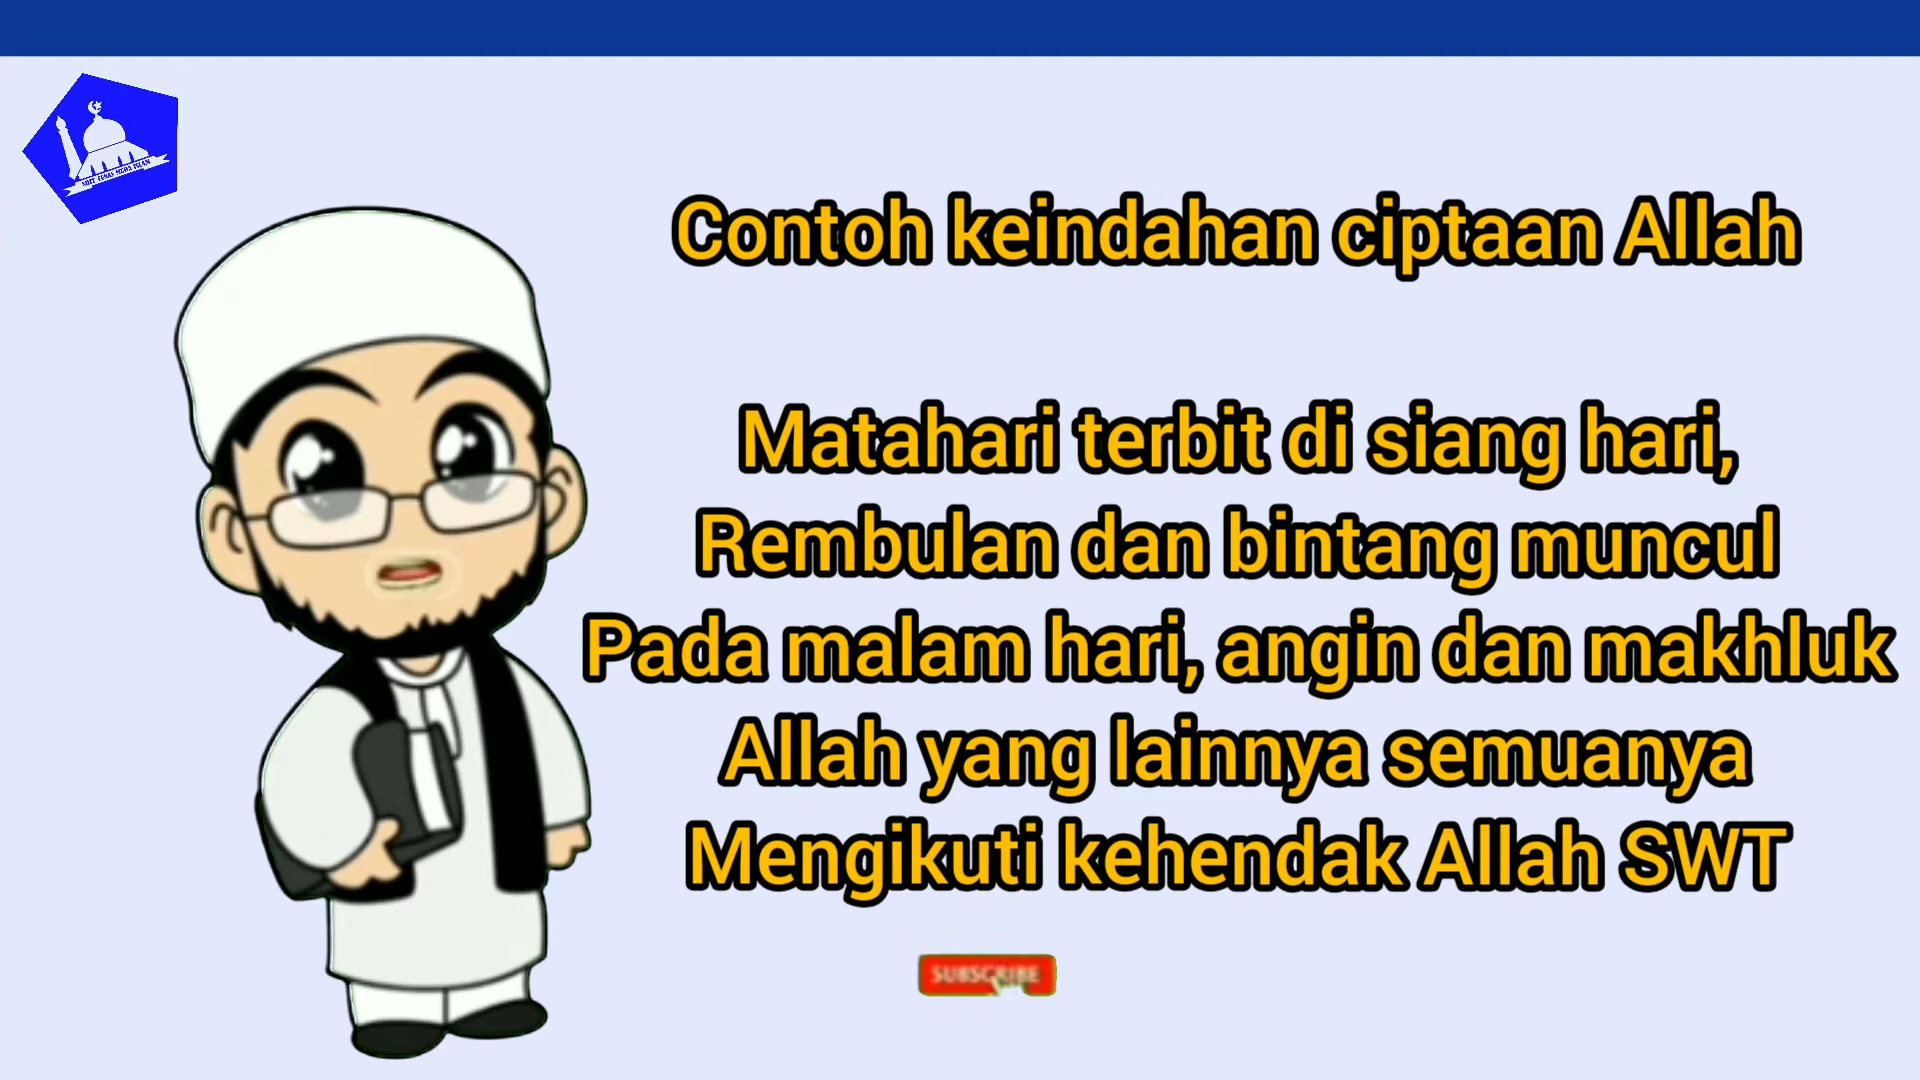 Contoh keindahan ciptaan Allah
Matahari terbit di siang hari,
Rembulan dan bintang muncul
Pada malam hari, angin dan makhluk
Allah yang lainnya semuanya
Mengikuti kehendak Allah SWT
SUBSCRIBE